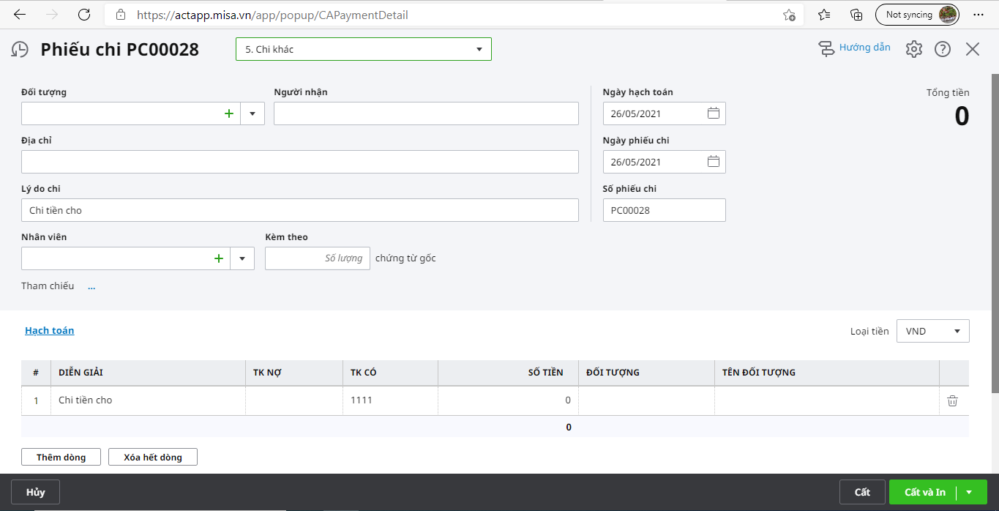 https://actapp.misa.vn/app/popup/CAPaymentDetail
Not syncing
Phiếu chi PC00028
5. Chi khác
Hướng dẫn
Đối tượng
Người nhận
Ngày hạch toán
26/05/2021
Tổng tiền
0
Địa chỉ
Ngày phiếu chi
26/05/2021
Lý do chi
Chi tiền cho
Số phiếu chi
PC00028
Nhân viên
Kèm theo
Số lượng
chứng từ gốc
Tham chiếu ...
Hạch toán
Loại tiền
VND
# DIỄN GIẢI TK NỢ TK CÓ SỐ TIỀN ĐỐI TƯỢNG TÊN ĐỐI TƯỢNG
1 Chi tiền cho 1111 0
0
Thêm dòng
Xóa hết dòng
Hủy
Cất
Cất và In